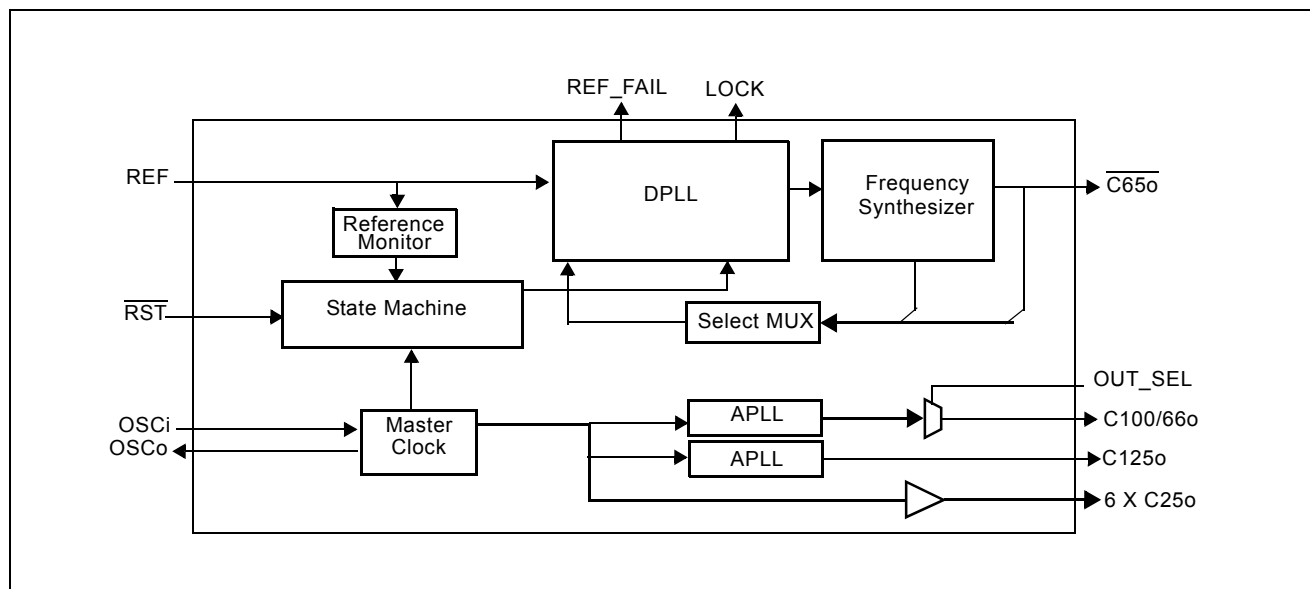 REF_FAIL
LOCK
REF
DPLL
Frequency
Synthesizer
C65o
Reference
Monitor
RST
State Machine
Select MUX
OUT_SEL
OSCi
OSCo
Master
Clock
APLL
C100/66o
APLL
C125o
6 X C25o